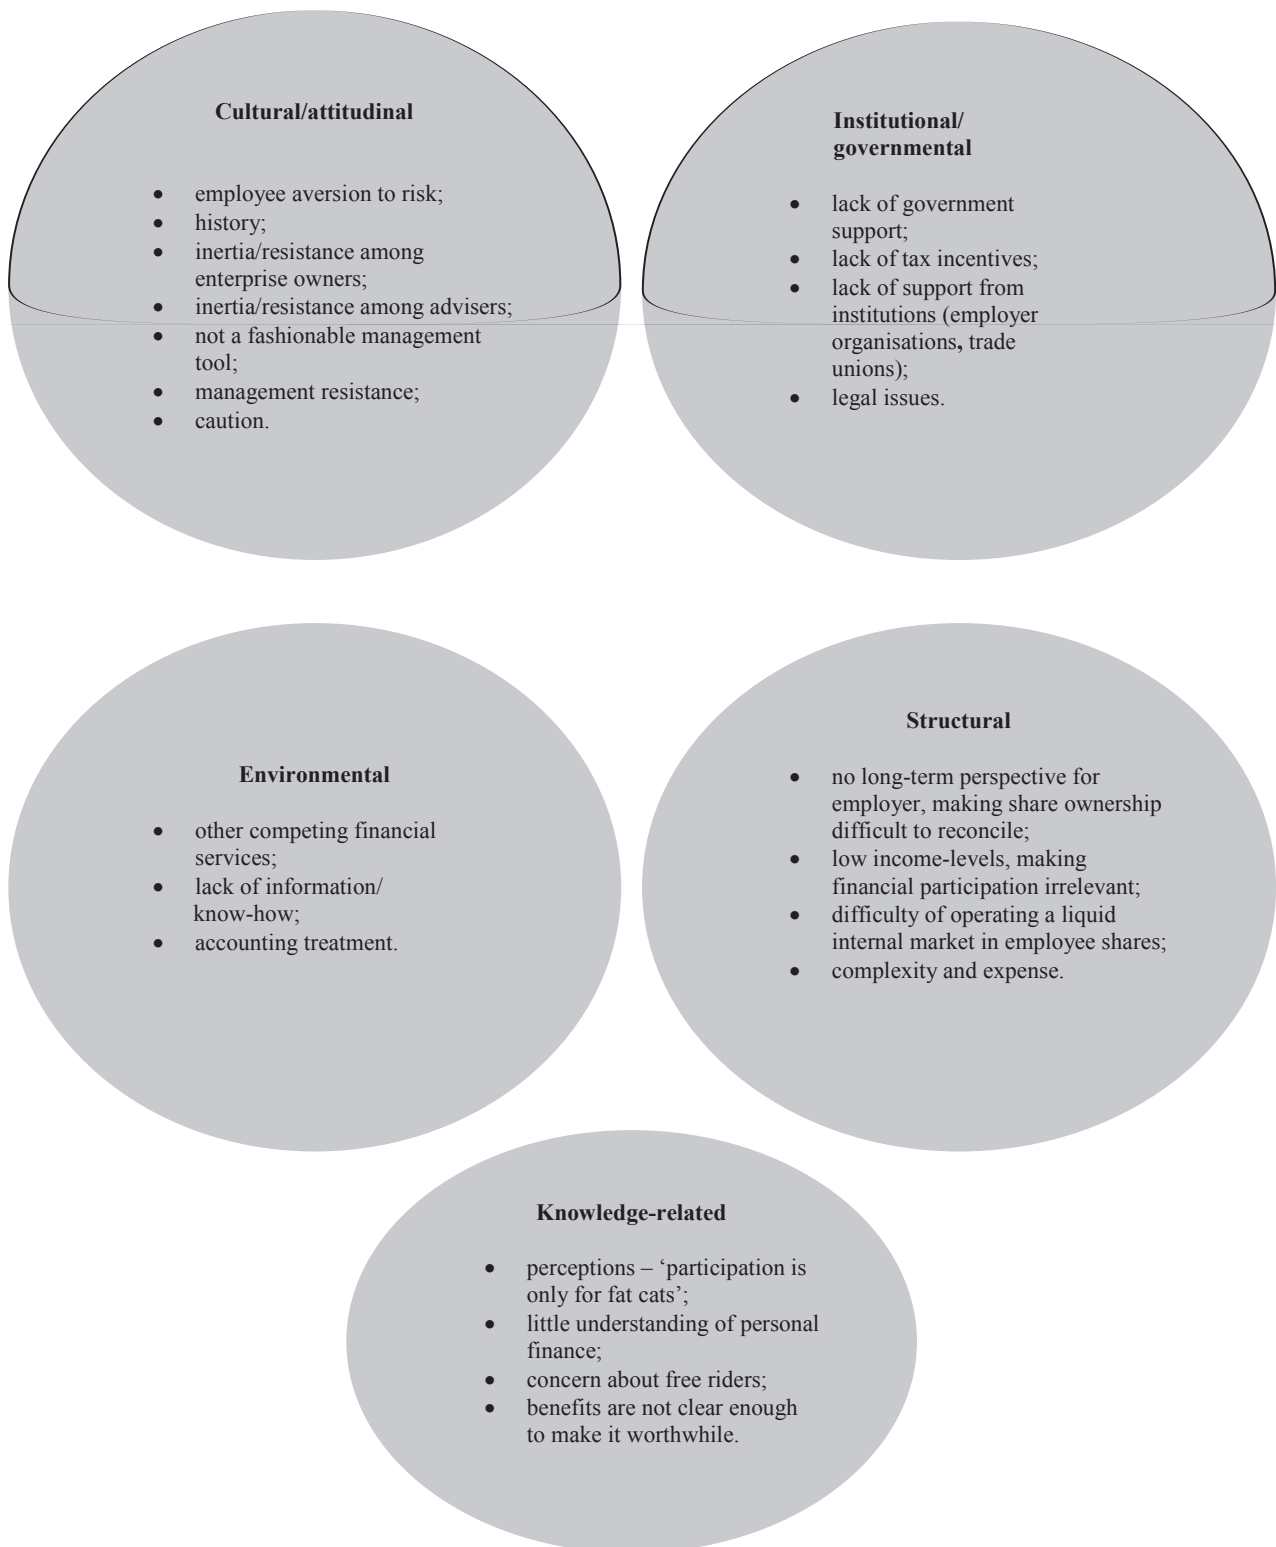 Cultural/attitudinal
• employee aversion to risk;
• history;
• inertia/resistance among
enterprise owners;
• inertia/resistance among advisers;
• not a fashionable management
tool;
• management resistance;
• caution.
Institutional/
governmental
• lack of government
support;
• lack of tax incentives;
• lack of support from
institutions (employer
organisations, trade
unions);
• legal issues.
Environmental
• other competing financial
services;
• lack of information/
know-how;
• accounting treatment.
Structural
• no long-term perspective for
employer, making share ownership
difficult to reconcile;
• low income-levels, making
financial participation irrelevant;
• difficulty of operating a liquid
internal market in employee shares;
• complexity and expense.
Knowledge-related
• perceptions – ‘participation is
only for fat cats’;
• little understanding of personal
finance;
• concern about free riders;
• benefits are not clear enough
to make it worthwhile.